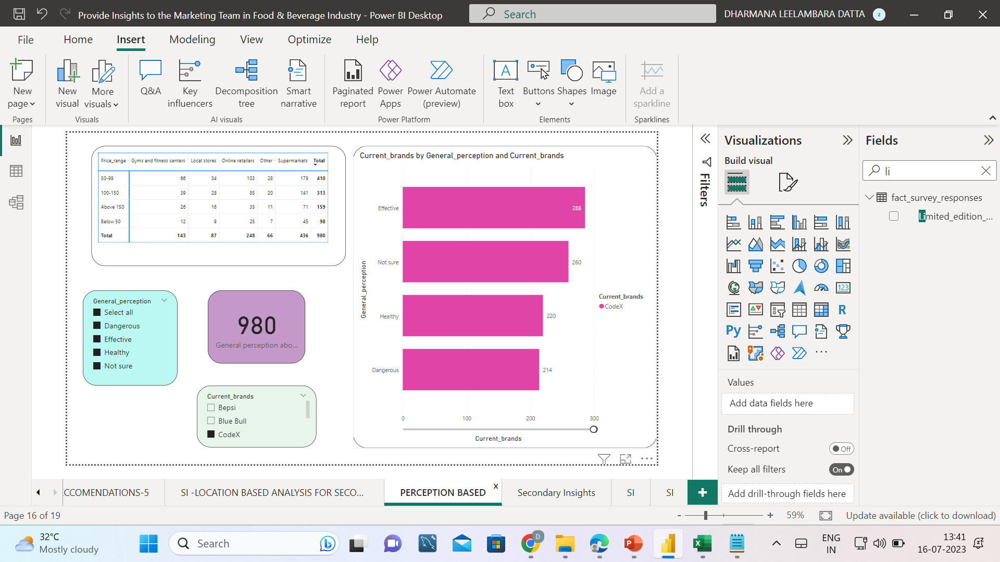 Provide Insights to the Marketing Team in Food & Beverage Industry - Power BI Desktop
Search
DHARMANA LEELAMBARA DATTA
2
File
Home
Insert
Modeling
View
Optimize
Help
New page
New visual
More visuals
Q&A
Key influencers
Decomposition tree
Smart narrative
Paginated report
Power Apps
Power Automate (preview)
Text box
Buttons
Shapes
Image
Add a sparkline
Pages
Visuals
AI visuals
Power Platform
Elements
Sparklines
Price_range Gyms and fitness centers Local stores Online retailers Other Supermarkets Total
50-99 66 34 103 28 179 410
100-150 39 28 85 20 141 313
Above 150 26 16 35 11 71 159
Below 50 12 9 25 7 45 98
Total 143 87 248 66 436 980
General_perception
Select all
Dangerous
Effective
Healthy
Not sure
980
General perception abo...
Current_brands
Bepsi
Blue Bull
CodeX
Current_brands by General_perception and Current_brands
General_perception
Effective 286
Not sure 260
Healthy 220
Dangerous 214
0 100 200 300
Current_brands
Current_brands
CodeX
Filters
Visualizations
Build visual
123
R
Py
Values
Add data fields here
Drill through
Cross-report
Off
Keep all filters
On
Add drill-through fields here
Fields
li
fact_survey_responses
Limited_edition_...
CCOMENDATIONS-5
SI -LOCATION BASED ANALYSIS FOR SECO...
PERCEPTION BASED
x
Secondary Insights
SI
SI
+
Page 16 of 19
- + 59%
Update available (click to download)
32°C
Mostly cloudy
Search
D
ENG
IN
13:41
16-07-2023